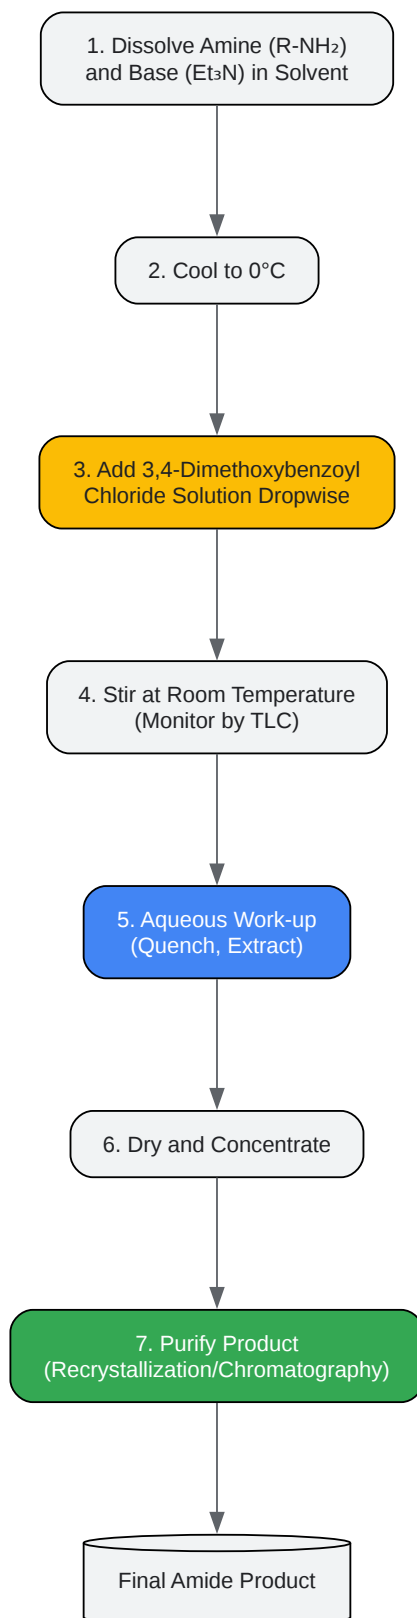 1. Dissolve Amine (R-NH₂)
and Base (Et₃N) in Solvent
2. Cool to 0°C
3. Add 3,4-Dimethoxybenzoyl
Chloride Solution Dropwise
4. Stir at Room Temperature
(Monitor by TLC)
5. Aqueous Work-up
(Quench, Extract)
6. Dry and Concentrate
7. Purify Product
(Recrystallization/Chromatography)
Final Amide Product